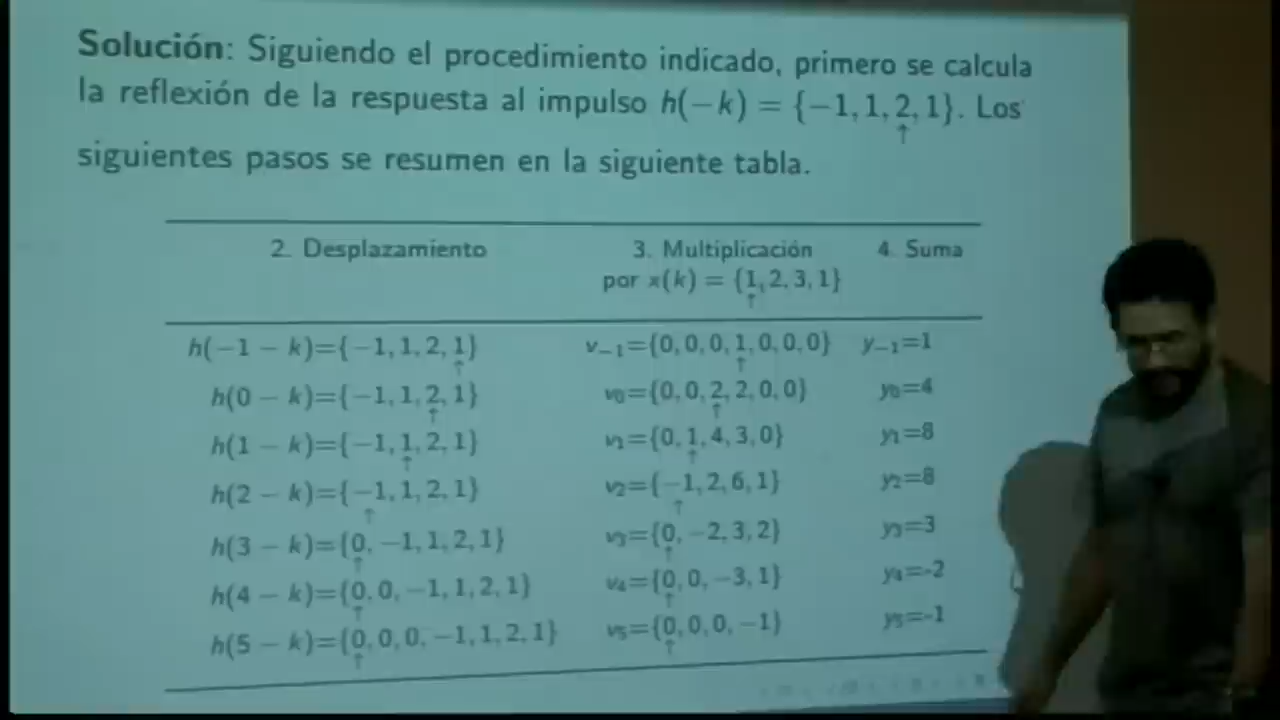 Solución: Siguiendo el procedimiento indicado, primero se calcula
la reflexión de la respuesta al impulso h(−k) = {−1, 1, 2, 1}. Los
↑
siguientes pasos se resumen en la siguiente tabla.
2. Desplazamiento 3. Multiplicación 4. Suma
por x(k) = {1, 2, 3, 1}
↑
h(−1 − k)={−1, 1, 2, 1} v₋₁={0, 0, 0, 1, 0, 0, 0} y₋₁=1
↑ ↑
h(0 − k)={−1, 1, 2, 1} v₀={0, 0, 2, 2, 0, 0} y₀=4
↑ ↑
h(1 − k)={−1, 1, 2, 1} v₁={0, 1, 4, 3, 0} y₁=8
↑ ↑
h(2 − k)={−1, 1, 2, 1} v₂={−1, 2, 6, 1} y₂=8
↑ ↑
h(3 − k)={0, −1, 1, 2, 1} v₃={0, −2, 3, 2} y₃=3
↑ ↑
h(4 − k)={0, 0, −1, 1, 2, 1} v₄={0, 0, −3, 1} y₄=-2
↑ ↑
h(5 − k)={0, 0, 0, −1, 1, 2, 1} v₅={0, 0, 0, −1} y₅=-1
↑ ↑